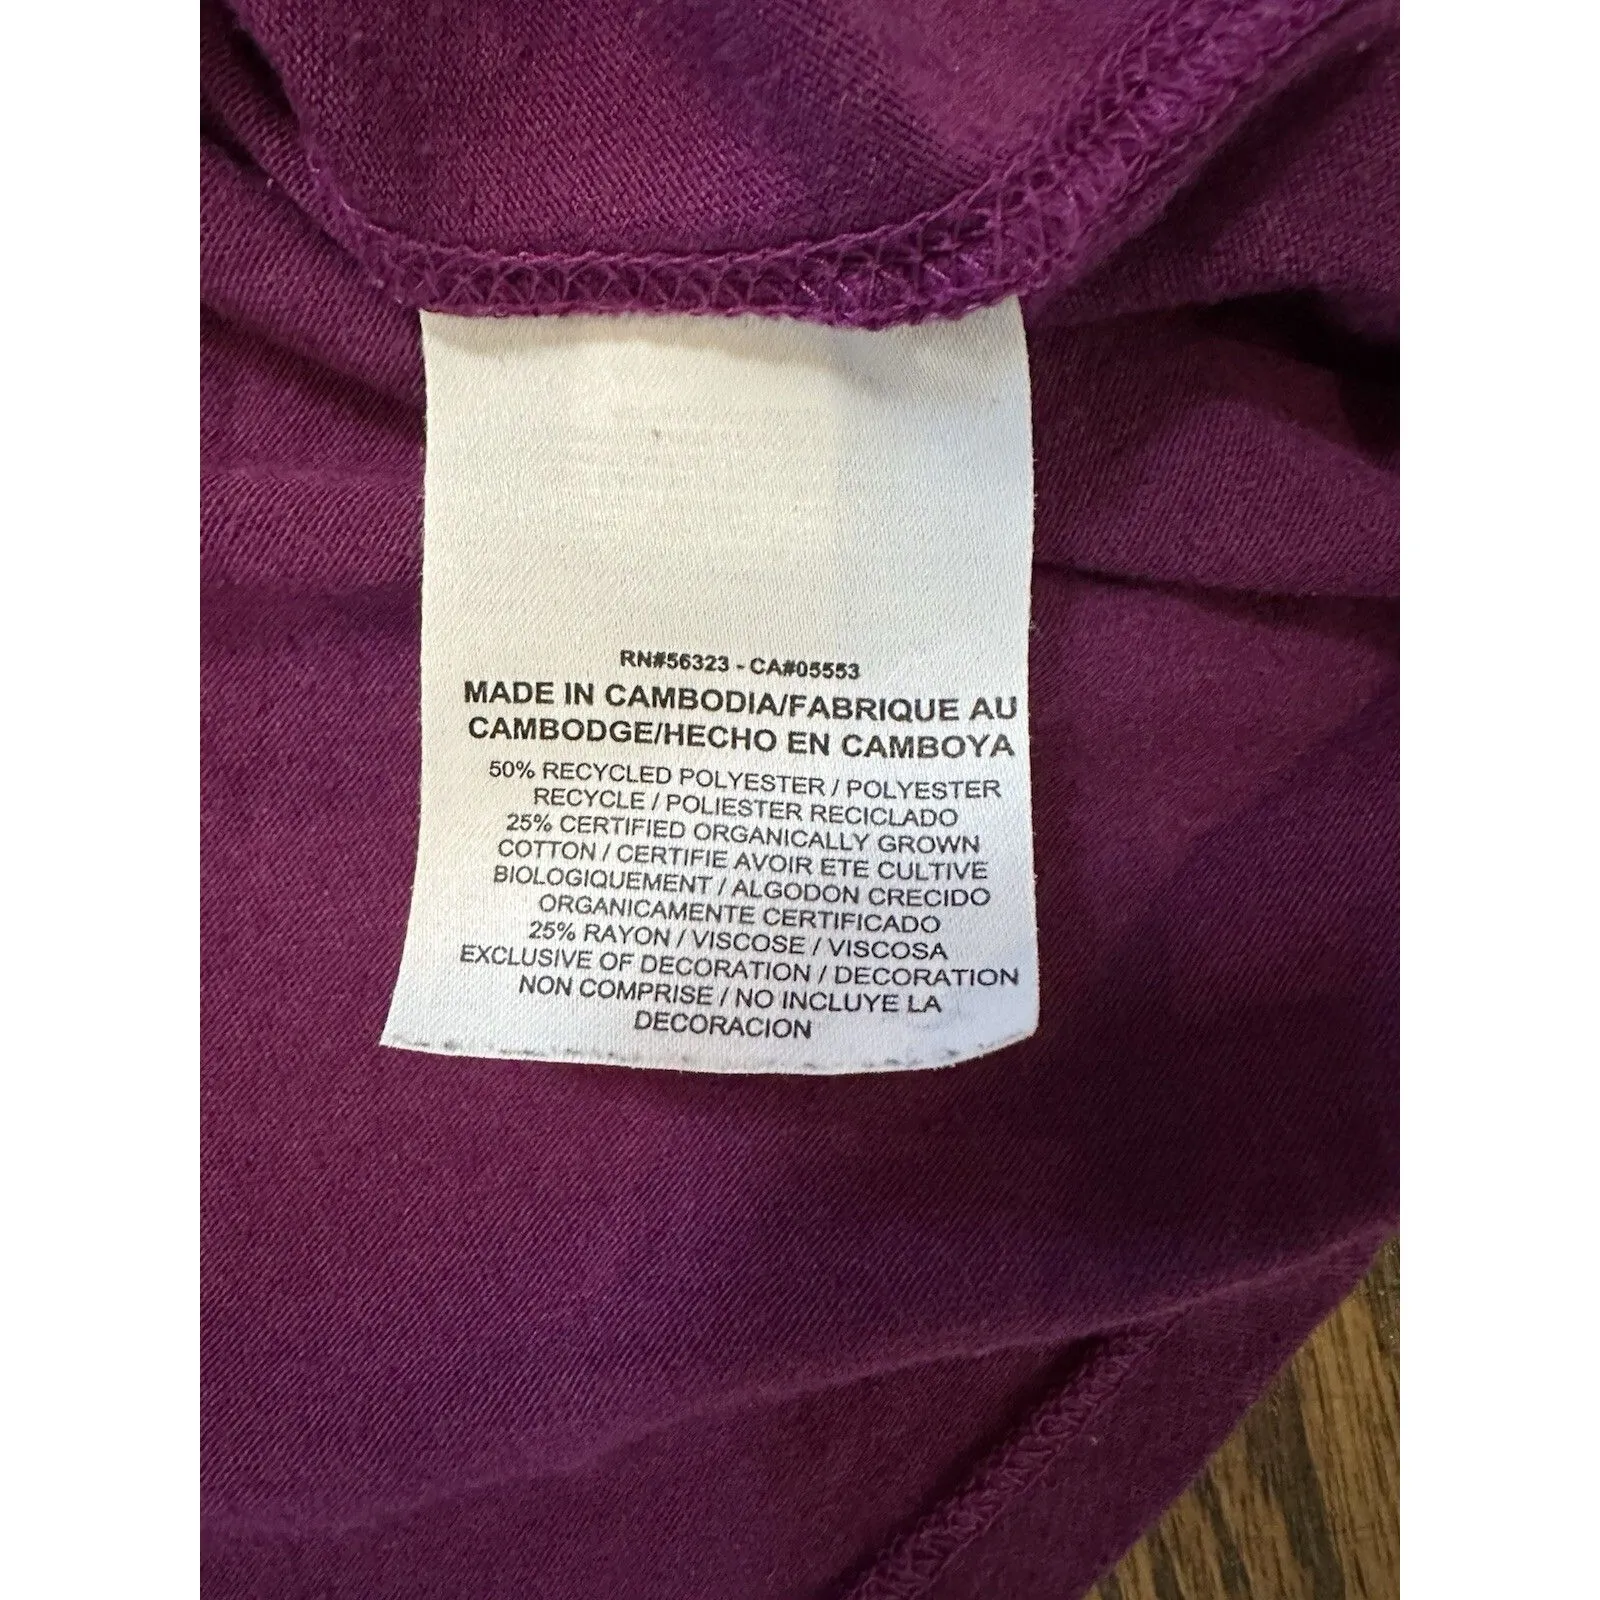 RN#56323 - CA#05553
MADE IN CAMBODIA/FABRIQUE AU
CAMBODGE/HECHO EN CAMBOYA
50% RECYCLED POLYESTER / POLYESTER
RECYCLE / POLIESTER RECICLADO
25% CERTIFIED ORGANICALLY GROWN
COTTON / CERTIFIE AVOIR ETE CULTIVE
BIOLOGIQUEMENT / ALGODON CRECIDO
ORGANICAMENTE CERTIFICADO
25% RAYON / VISCOSE / VISCOSA
EXCLUSIVE OF DECORATION / DECORATION
NON COMPRISE / NO INCLUYE LA
DECORACION